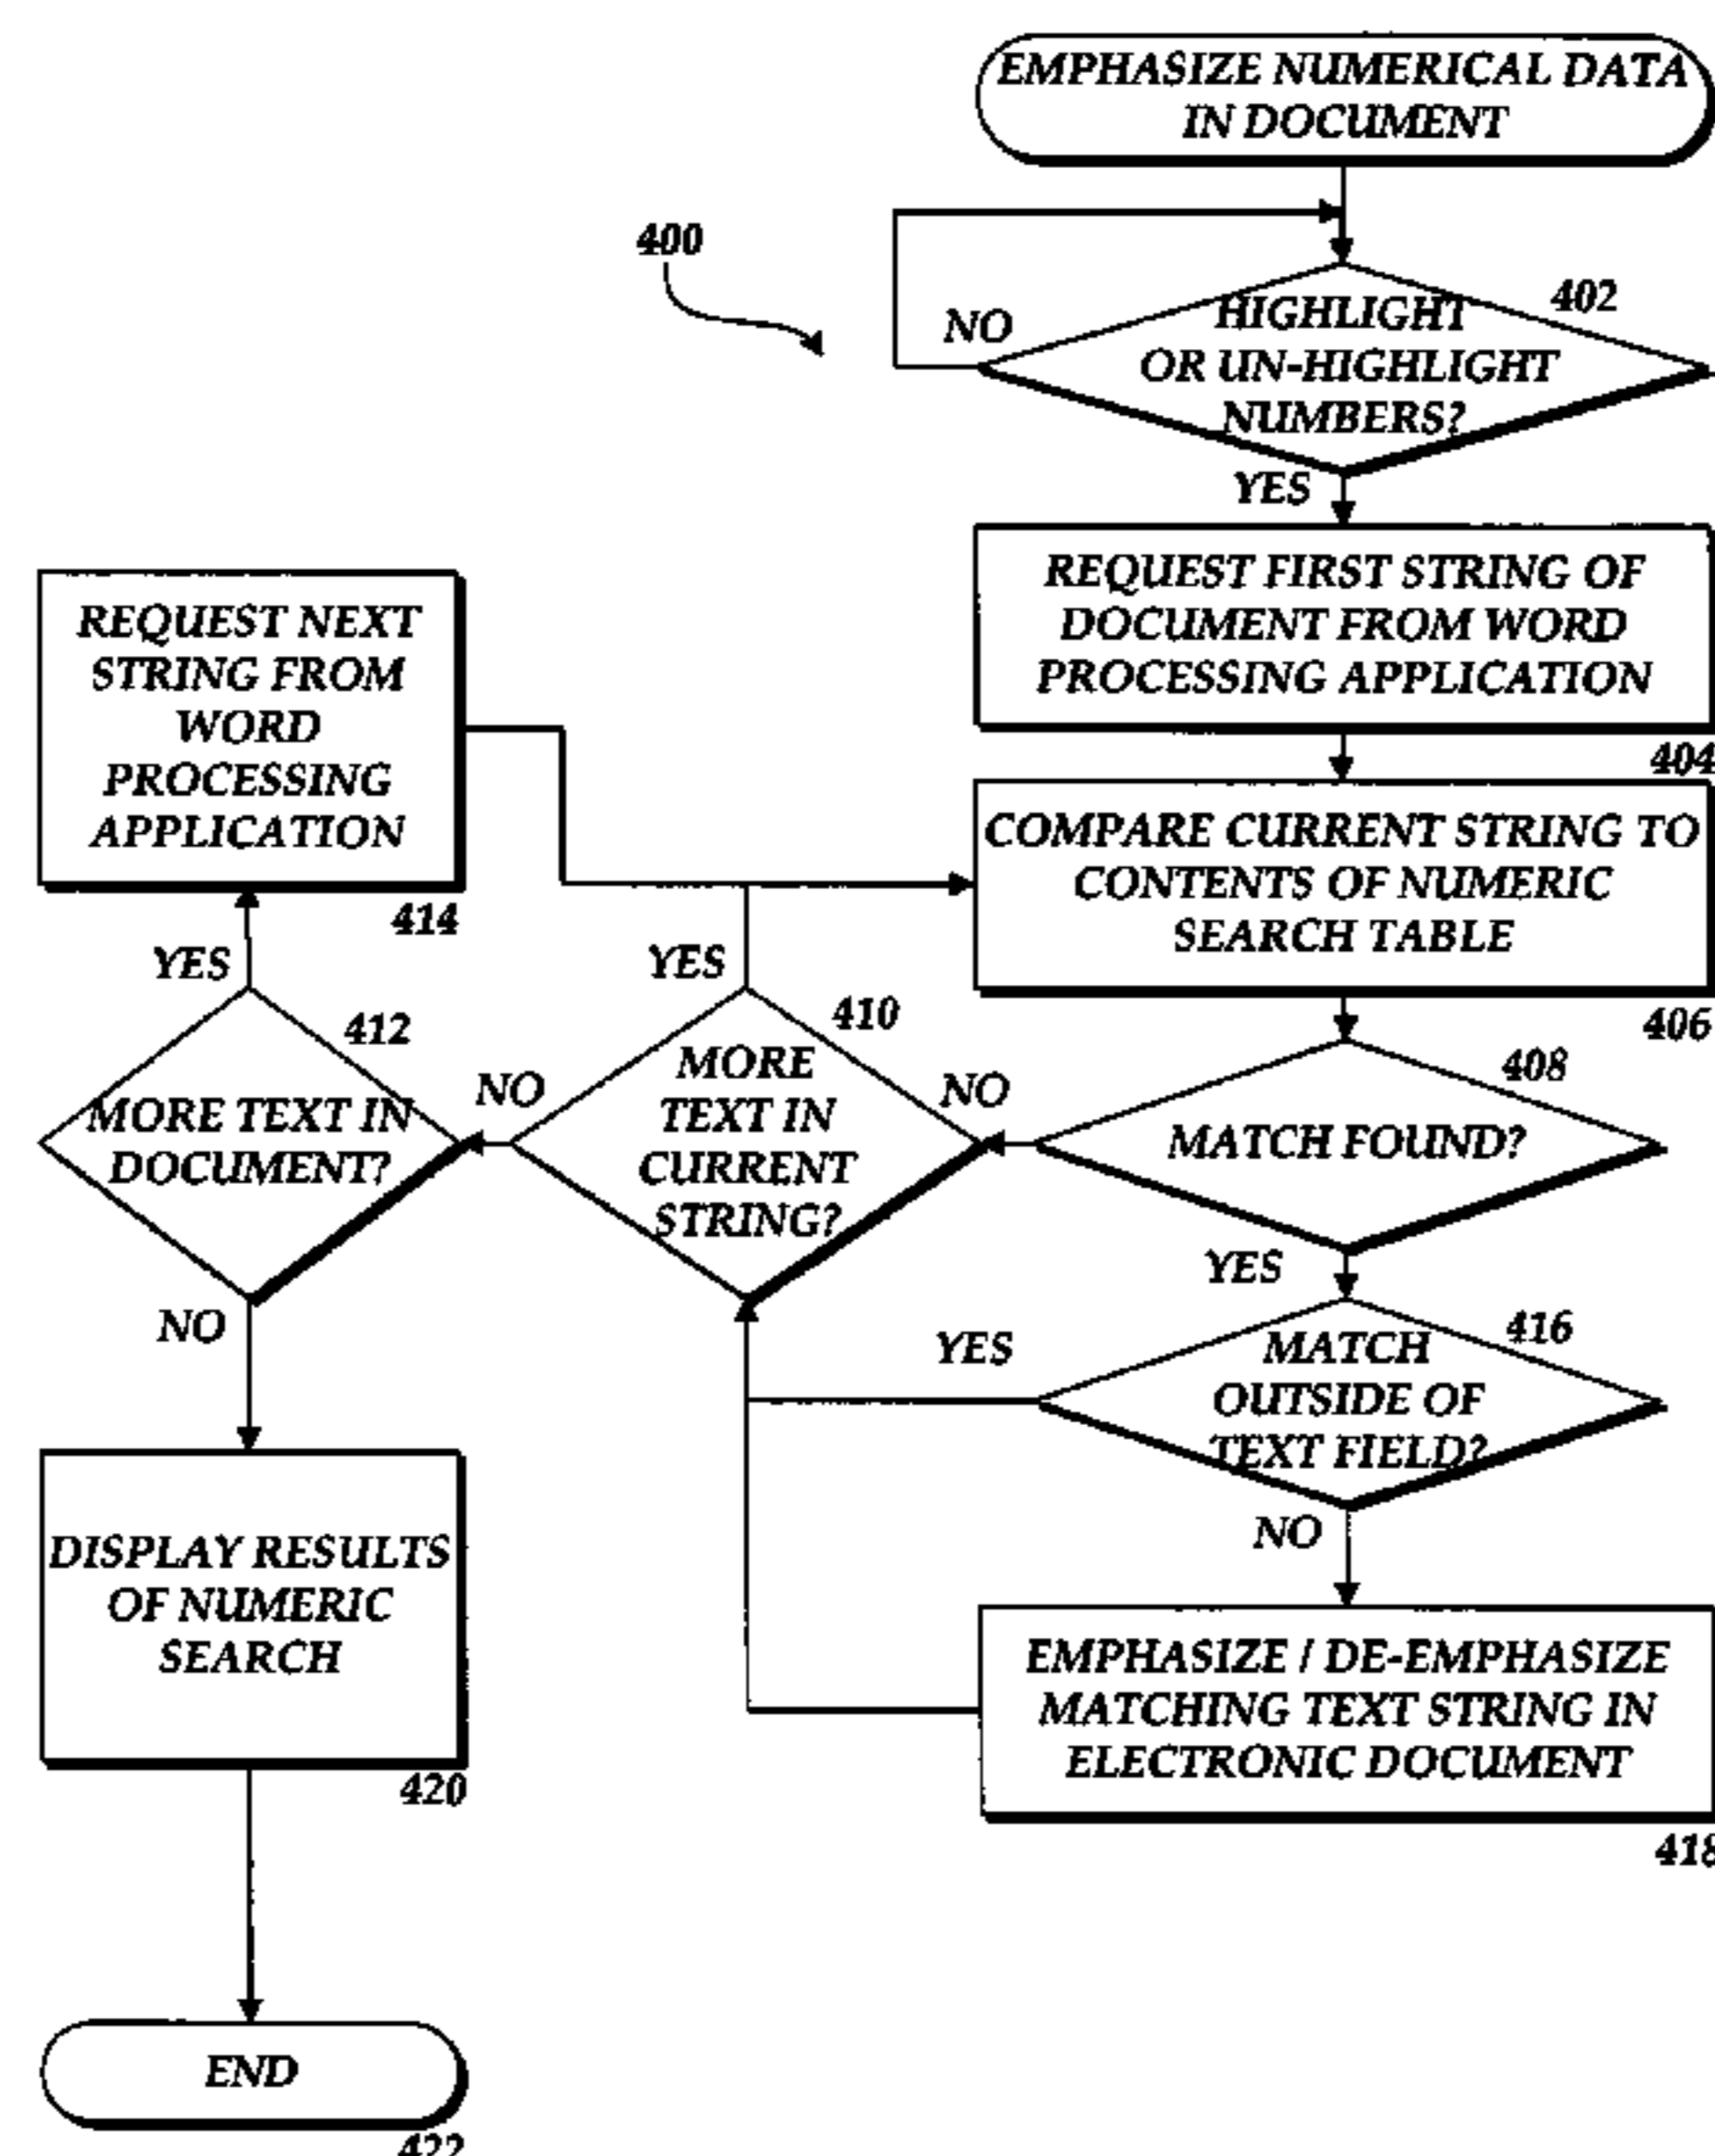 EMPHASIZE NUMERICAL DATA
IN DOCUMENT
400
402
NO
HIGHLIGHT
OR UN-HIGHLIGHT
NUMBERS?
YES
REQUEST FIRST STRING OF
DOCUMENT FROM WORD
PROCESSING APPLICATION
404
COMPARE CURRENT STRING TO
CONTENTS OF NUMERIC
SEARCH TABLE
406
408
MATCH FOUND?
NO
YES
410
MORE
TEXT IN
CURRENT
STRING?
YES
NO
412
MORE TEXT IN
DOCUMENT?
YES
REQUEST NEXT
STRING FROM
WORD
PROCESSING
APPLICATION
414
NO
416
MATCH
OUTSIDE OF
TEXT FIELD?
YES
NO
EMPHASIZE / DE-EMPHASIZE
MATCHING TEXT STRING IN
ELECTRONIC DOCUMENT
418
DISPLAY RESULTS
OF NUMERIC
SEARCH
420
END
422